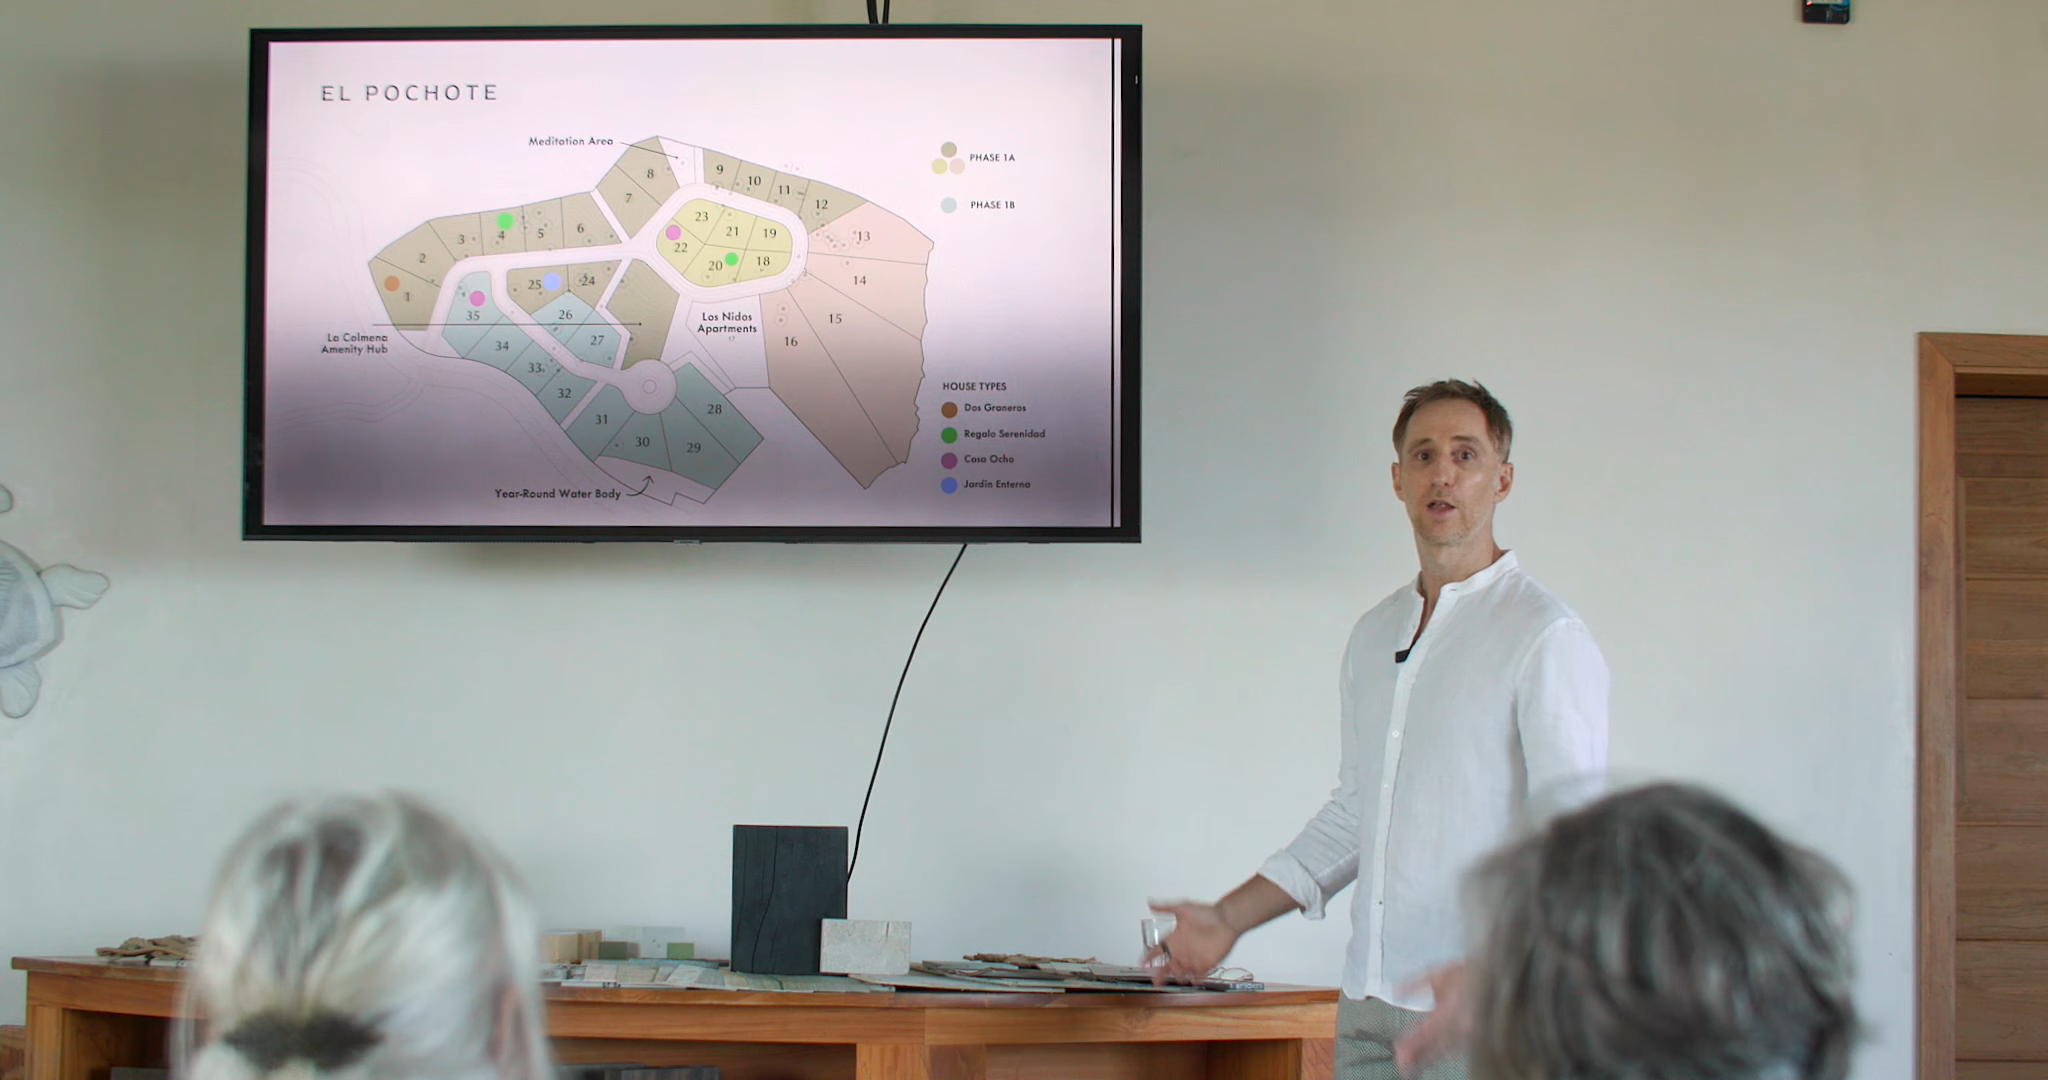 EL POCHOTE
Meditation Area
PHASE 1A
PHASE 1B
8
9
10
11
7
12
23
21
19
13
3
4
5
6
22
2
20
18
14
1
25
24
35
26
Los Nidos
Apartments
17
15
La Colmena
Amenity Hub
34
27
16
33
32
HOUSE TYPES
Dos Graneros
31
28
Regalo Serenidad
30
29
Casa Ocho
Jardin Enterno
Year-Round Water Body